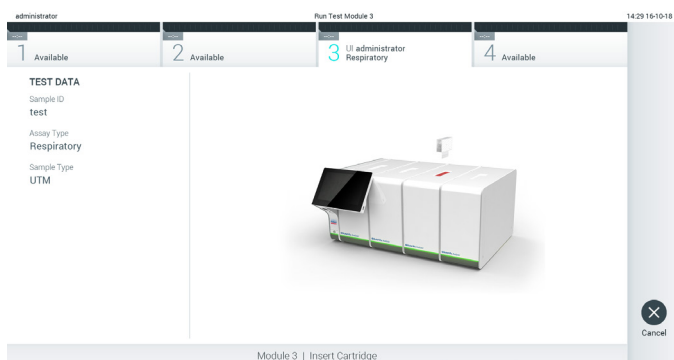 administrator
Run Test Module 3
14:29 16-10-18
--:--
1 Available
--:--
2 Available
--:--
3 UI administrator
Respiratory
--:--
4 Available
TEST DATA
Sample ID
test
Assay Type
Respiratory
Sample Type
UTM
Cancel
Module 3 | Insert Cartridge